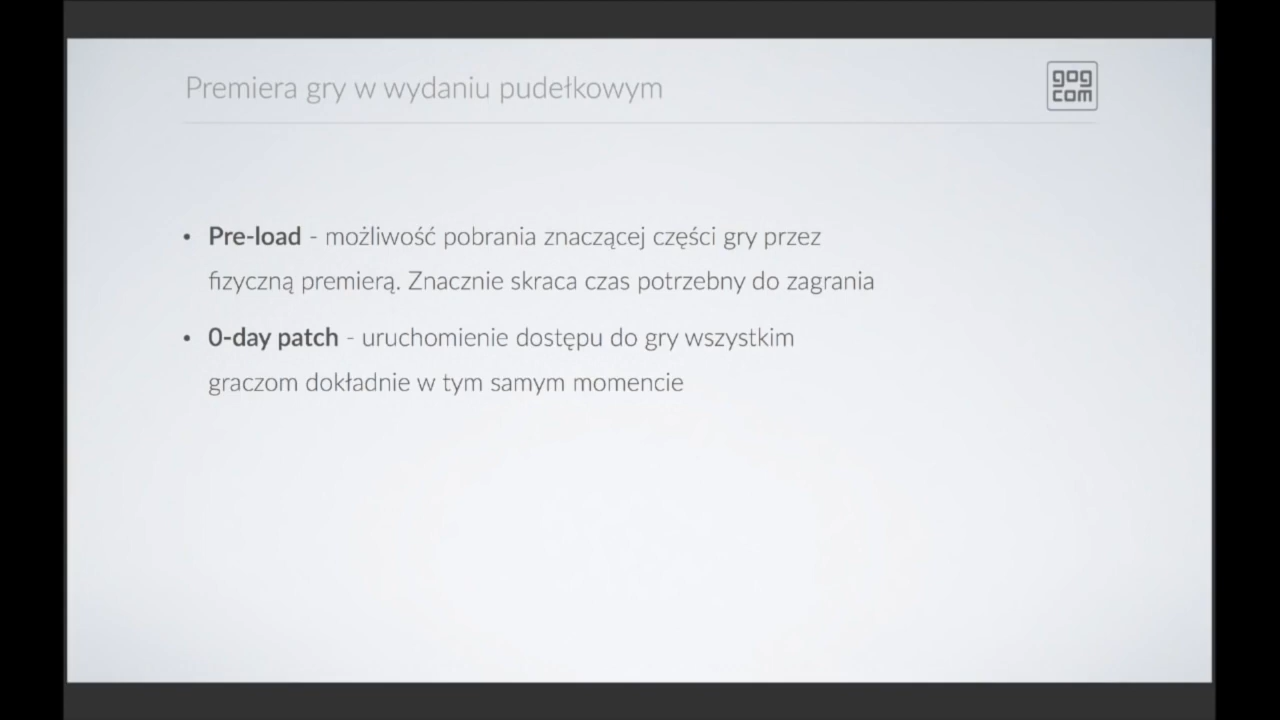 Premiera gry w wydaniu pudełkowym
gog
com
• Pre-load - możliwość pobrania znaczącej części gry przez
fizyczną premierą. Znacznie skraca czas potrzebny do zagrania
• 0-day patch - uruchomienie dostępu do gry wszystkim
graczom dokładnie w tym samym momencie